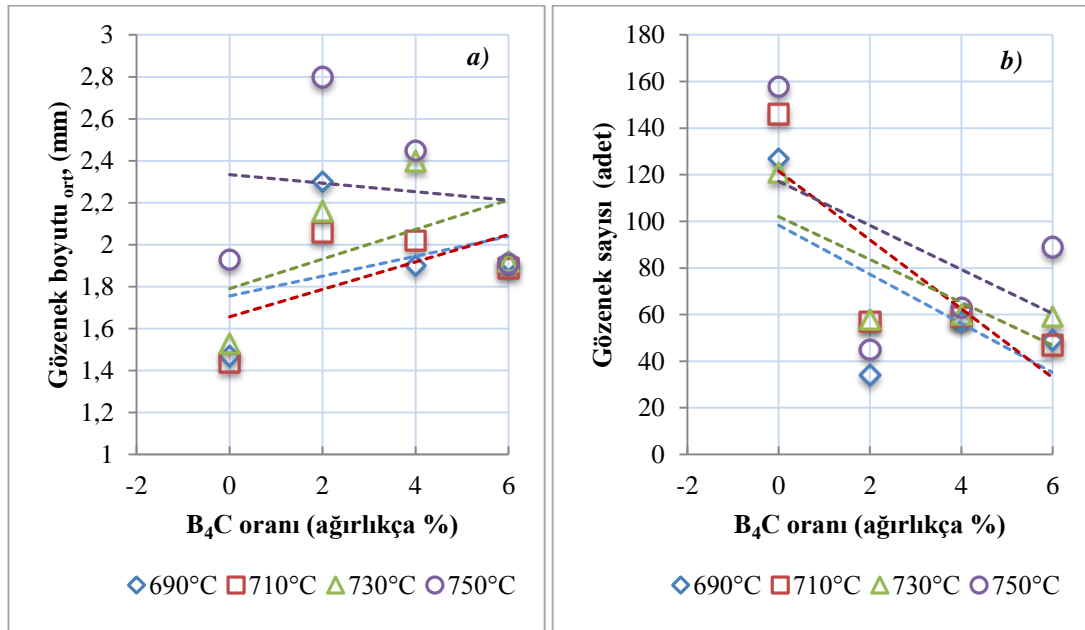 a)
Gözenek boyutu ort, (mm)
3
2,8
2,6
2,4
2,2
2
1,8
1,6
1,4
1,2
1
-2 0 2 4 6
B₄C oranı (ağırlıkça %)
690°C 710°C 730°C 750°C
b)
Gözenek sayısı (adet)
180
160
140
120
100
80
60
40
20
0
-2 0 2 4 6
B₄C oranı (ağırlıkça %)
690°C 710°C 730°C 750°C